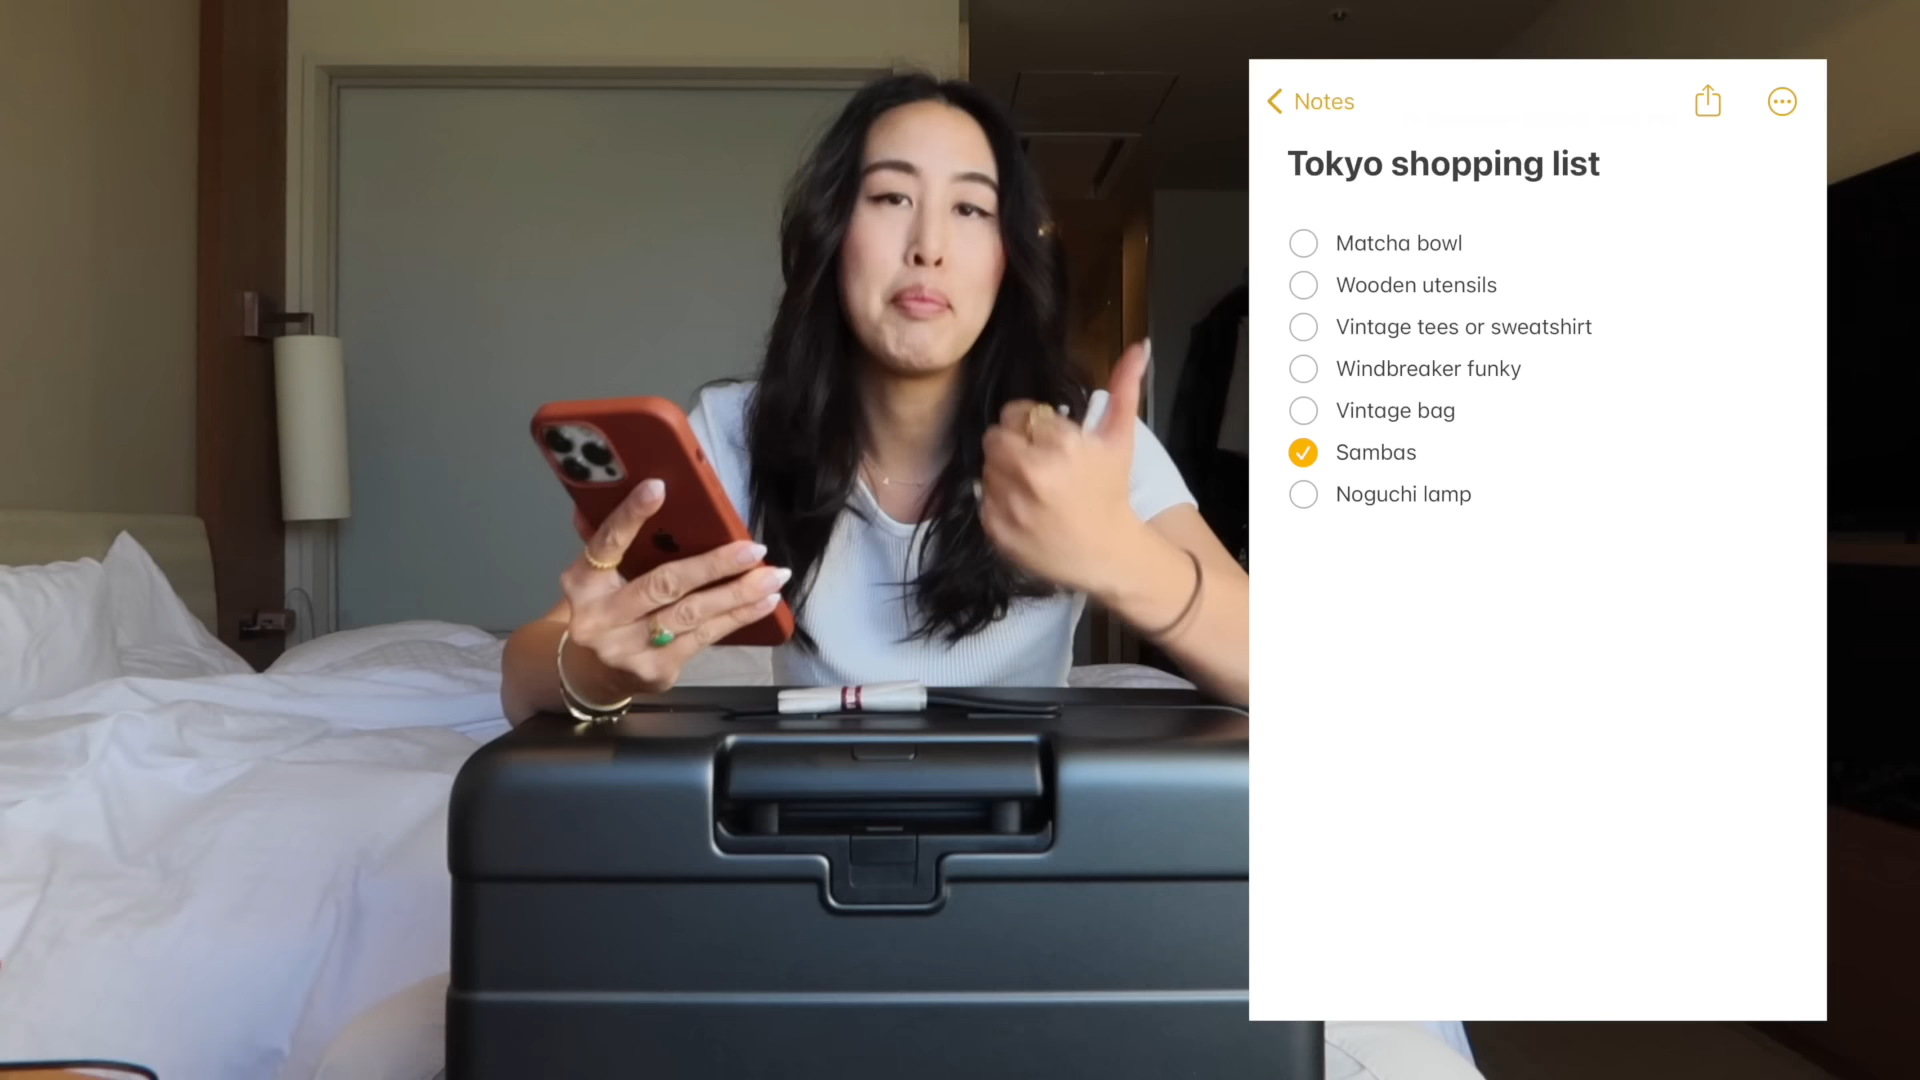 Notes
Tokyo shopping list
Matcha bowl
Wooden utensils
Vintage tees or sweatshirt
Windbreaker funky
Vintage bag
Sambas
Noguchi lamp